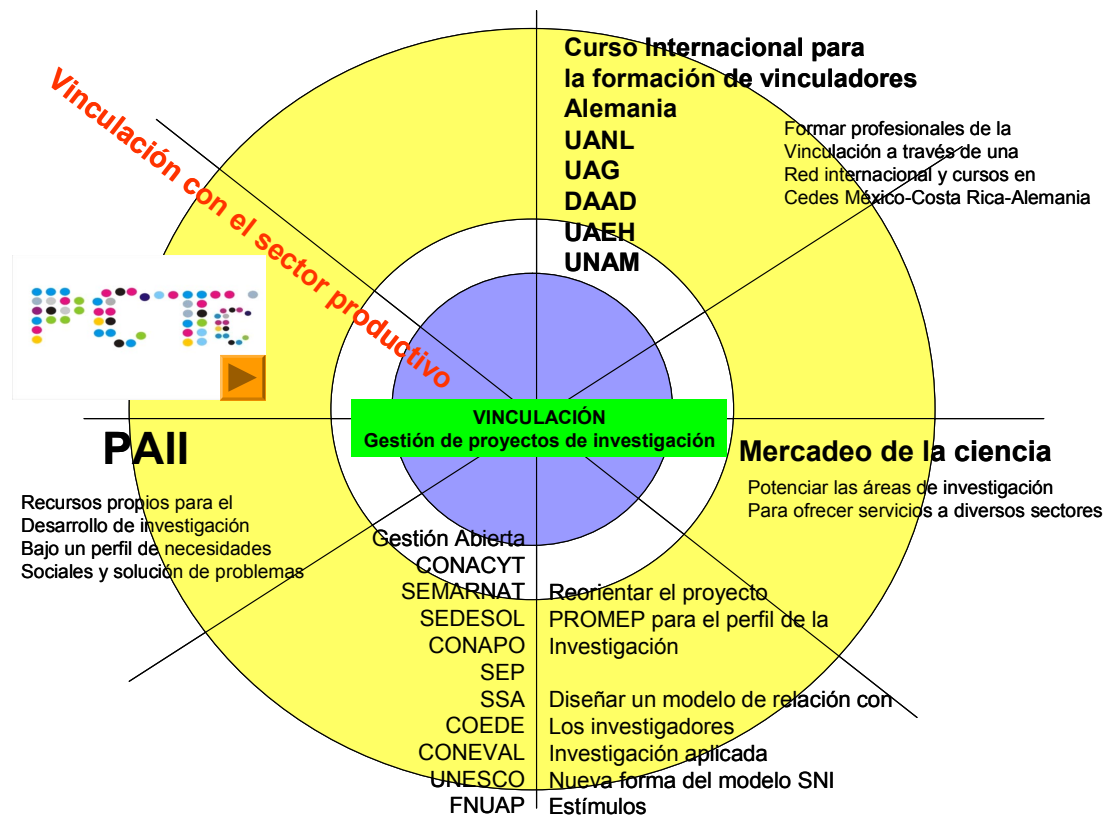 Curso Internacional para
la formación de vinculadores
Alemania
UANL
UAG
DAAD
UAEH
UNAM
Formar profesionales de la
Vinculación a través de una
Red internacional y cursos en
Cedes México-Costa Rica-Alemania
Vinculación con el sector productivo
PCTe
VINCULACIÓN
Gestión de proyectos de investigación
PAII
Recursos propios para el
Desarrollo de investigación
Bajo un perfil de necesidades
Sociales y solución de problemas
Mercadeo de la ciencia
Potenciar las áreas de investigación
Para ofrecer servicios a diversos sectores
Gestión Abierta
CONACYT
SEMARNAT
SEDESOL
CONAPO
SEP
SSA
COEDE
CONEVAL
UNESCO
FNUAP
Reorientar el proyecto
PROMEP para el perfil de la
Investigación
Diseñar un modelo de relación con
Los investigadores
Investigación aplicada
Nueva forma del modelo SNI
Estímulos